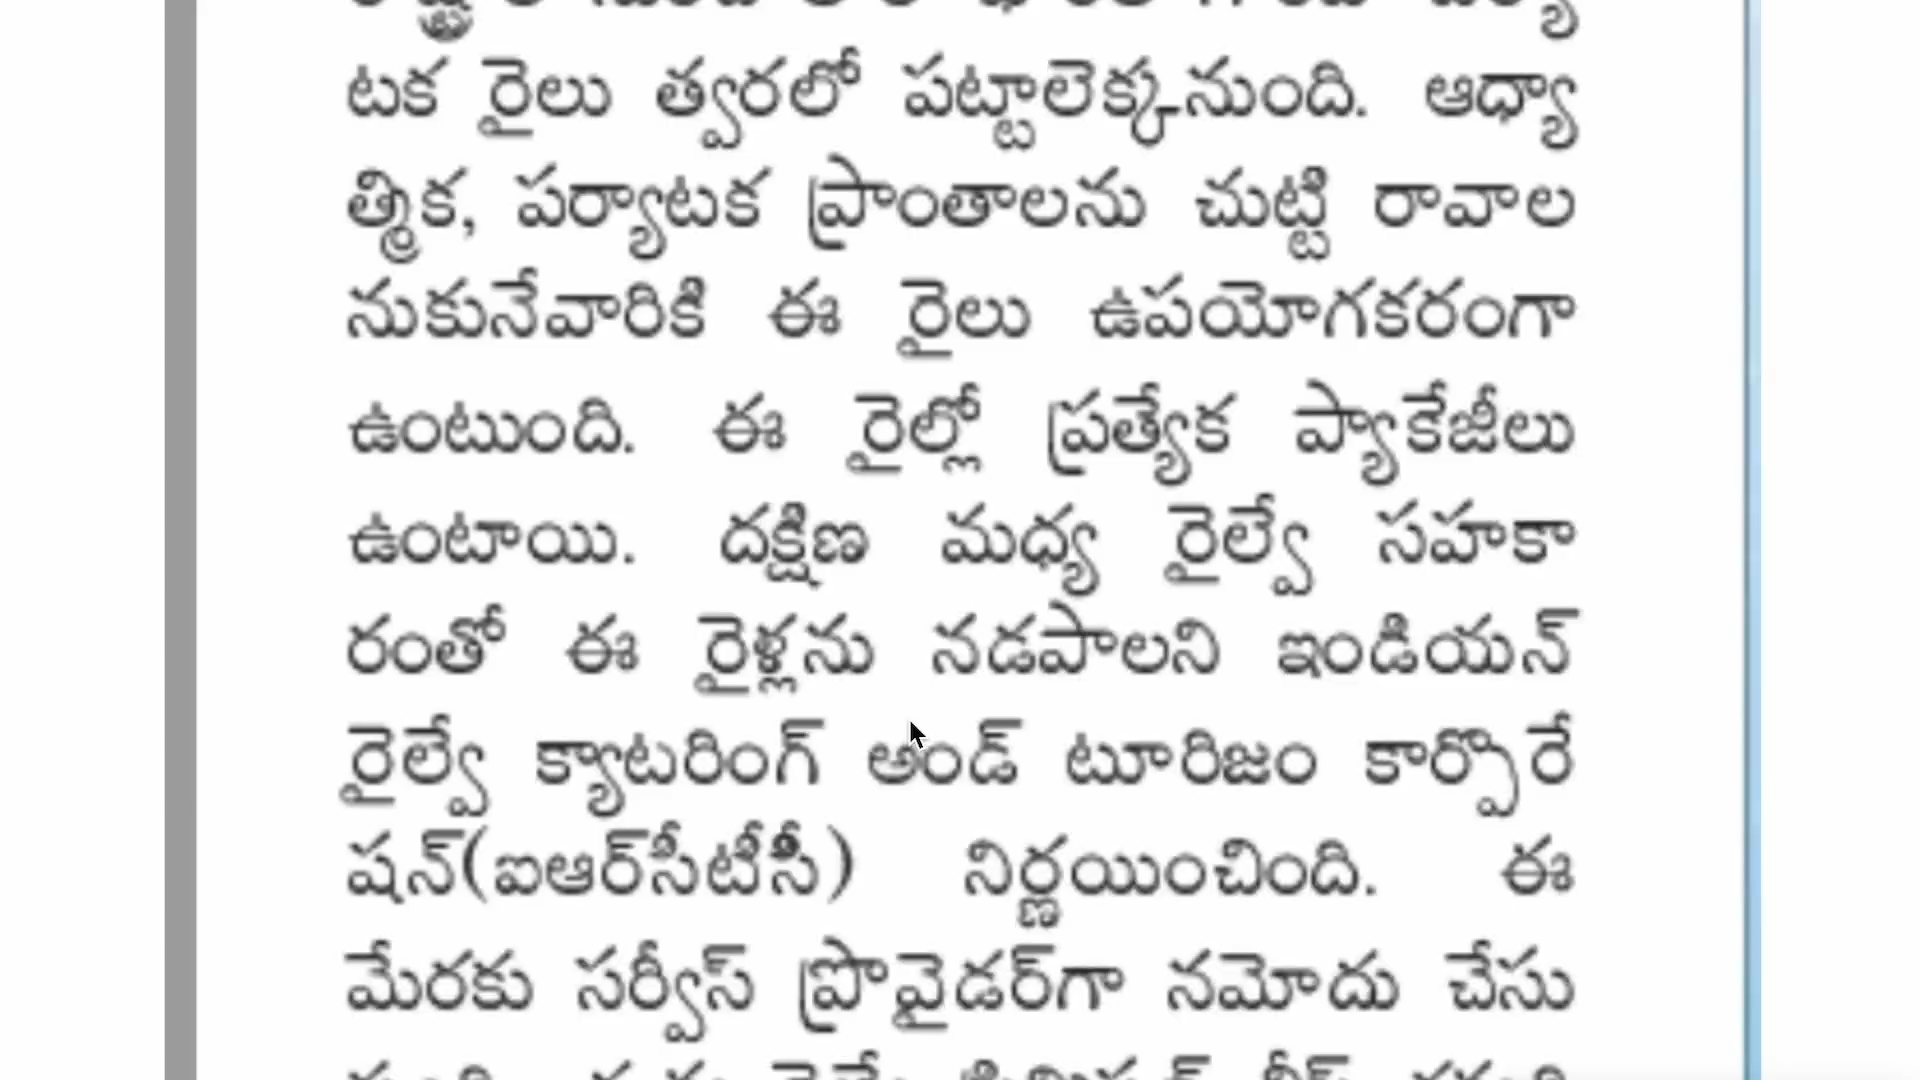 టక రైలు త్వరలో పట్టాలెక్కనుంది. ఆధ్యా
త్మిక, పర్యాటక ప్రాంతాలను చుట్టి రావాల
నుకునేవారికి ఈ రైలు ఉపయోగకరంగా
ఉంటుంది. ఈ రైల్లో ప్రత్యేక ప్యాకేజీలు
ఉంటాయి. దక్షిణ మధ్య రైల్వే సహకా
రంతో ఈ రైళ్లను నడపాలని ఇండియన్
రైల్వే క్యాటరింగ్ అండ్ టూరిజం కార్పొరే
షన్(ఐఆర్‌సీటీసీ) నిర్ణయించింది. ఈ
మేరకు సర్వీస్ ప్రొవైడర్‌గా నమోదు చేసు